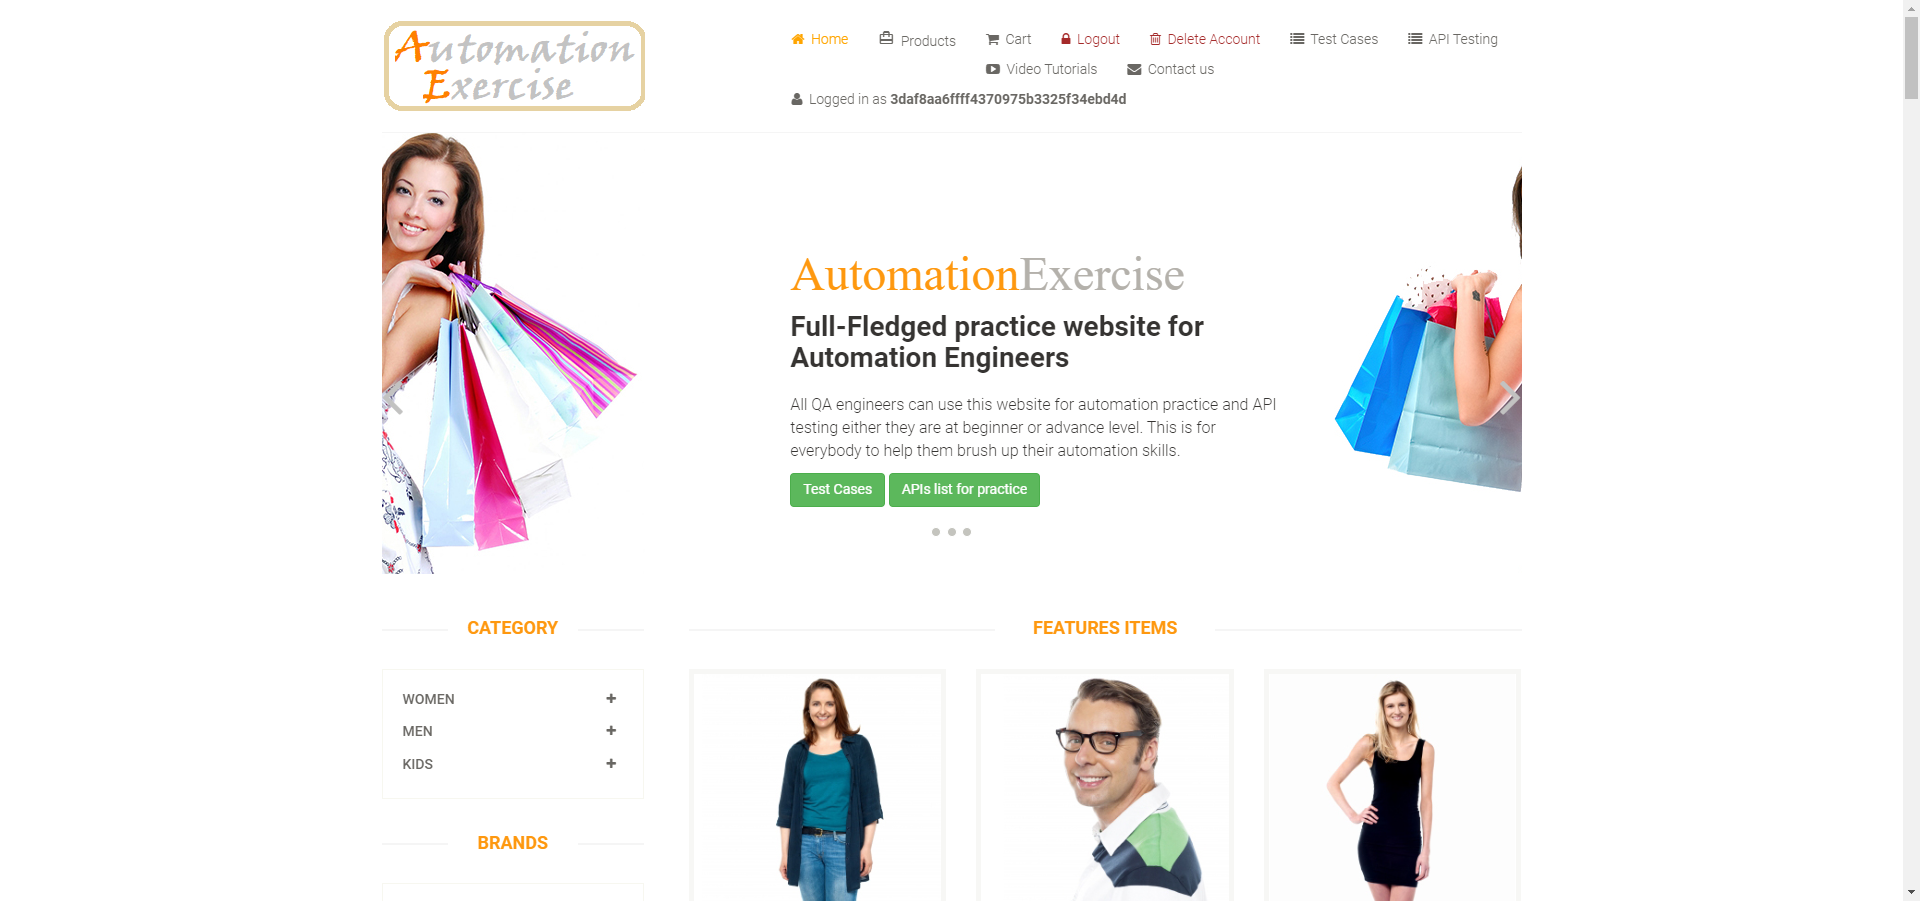 Automation
Exercise
Home
Products
Cart
Logout
Delete Account
Test Cases
API Testing
Video Tutorials
Contact us
Logged in as 3daf8aa6ffff4370975b3325f34ebd4d
AutomationExercise
Full-Fledged practice website for
Automation Engineers
All QA engineers can use this website for automation practice and API
testing either they are at beginner or advance level. This is for
everybody to help them brush up their automation skills.
Test Cases
APIs list for practice
CATEGORY
WOMEN
MEN
KIDS
BRANDS
FEATURES ITEMS